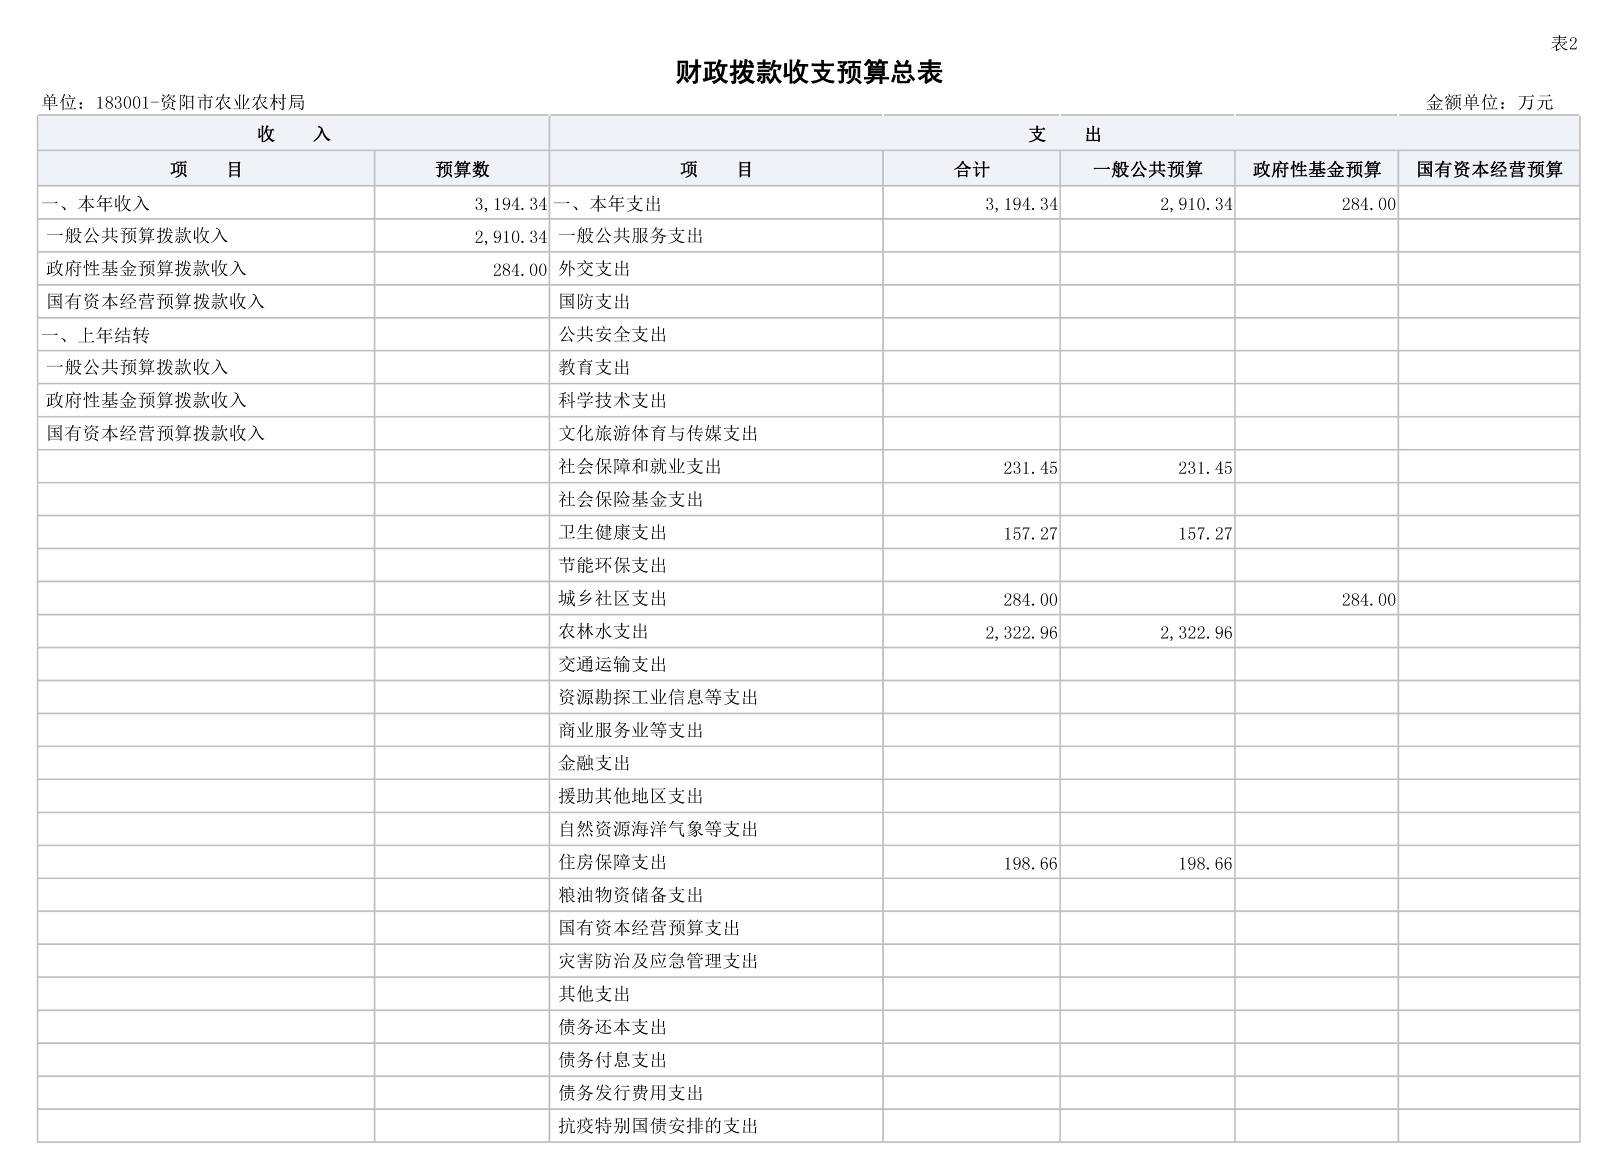 表2
财政拨款收支预算总表
单位：183001-资阳市农业农村局 金额单位：万元
收 入 支 出
项 目 预算数 项 目 合计 一般公共预算 政府性基金预算 国有资本经营预算
一、本年收入 3,194.34 一、本年支出 3,194.34 2,910.34 284.00
一般公共预算拨款收入 2,910.34 一般公共服务支出
政府性基金预算拨款收入 284.00 外交支出
国有资本经营预算拨款收入 国防支出
一、上年结转 公共安全支出
一般公共预算拨款收入 教育支出
政府性基金预算拨款收入 科学技术支出
国有资本经营预算拨款收入 文化旅游体育与传媒支出
社会保障和就业支出 231.45 231.45
社会保险基金支出
卫生健康支出 157.27 157.27
节能环保支出
城乡社区支出 284.00 284.00
农林水支出 2,322.96 2,322.96
交通运输支出
资源勘探工业信息等支出
商业服务业等支出
金融支出
援助其他地区支出
自然资源海洋气象等支出
住房保障支出 198.66 198.66
粮油物资储备支出
国有资本经营预算支出
灾害防治及应急管理支出
其他支出
债务还本支出
债务付息支出
债务发行费用支出
抗疫特别国债安排的支出